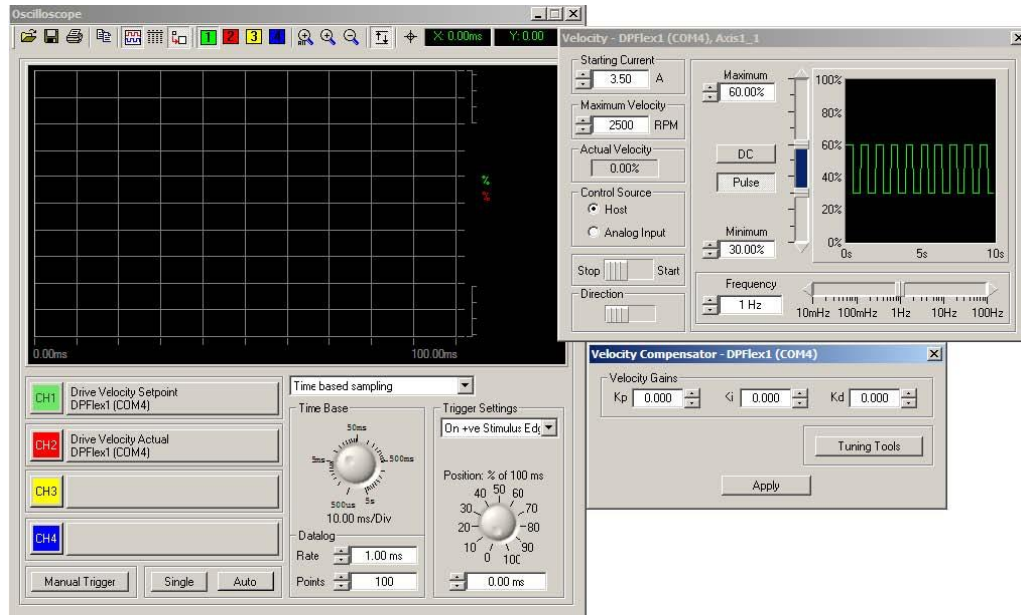 Oscilloscope
1 2 3 4 X: 0.00ms Y: 0.00
0.00ms 100.00ms
%
%
CH1 Drive Velocity Setpoint
DPFlex1 (COM4)
CH2 Drive Velocity Actual
DPFlex1 (COM4)
CH3
CH4
Manual Trigger Single Auto
Time based sampling
Time Base
50ms
5ms 500ms
500us 5s
10.00 ms/Div
Datalog
Rate 1.00 ms
Points 100
Trigger Settings
On +ve Stimulus Edg
Position: % of 100 ms
40 50 60
30 70
20 80
10 90
0 100
0.00 ms
Velocity - DPFlex1 (COM4), Axis1_1
Starting Current
3.50 A
Maximum Velocity
2500 RPM
Actual Velocity
0.00%
Control Source
Host
Analog Input
Stop Start
Direction
Maximum
60.00%
DC
Pulse
Minimum
30.00%
100%
80%
60%
40%
20%
0%
0s 5s 10s
Frequency
1 Hz
10mHz 100mHz 1Hz 10Hz 100Hz
Velocity Compensator - DPFlex1 (COM4)
Velocity Gains
Kp 0.000 Ki 0.000 Kd 0.000
Tuning Tools
Apply